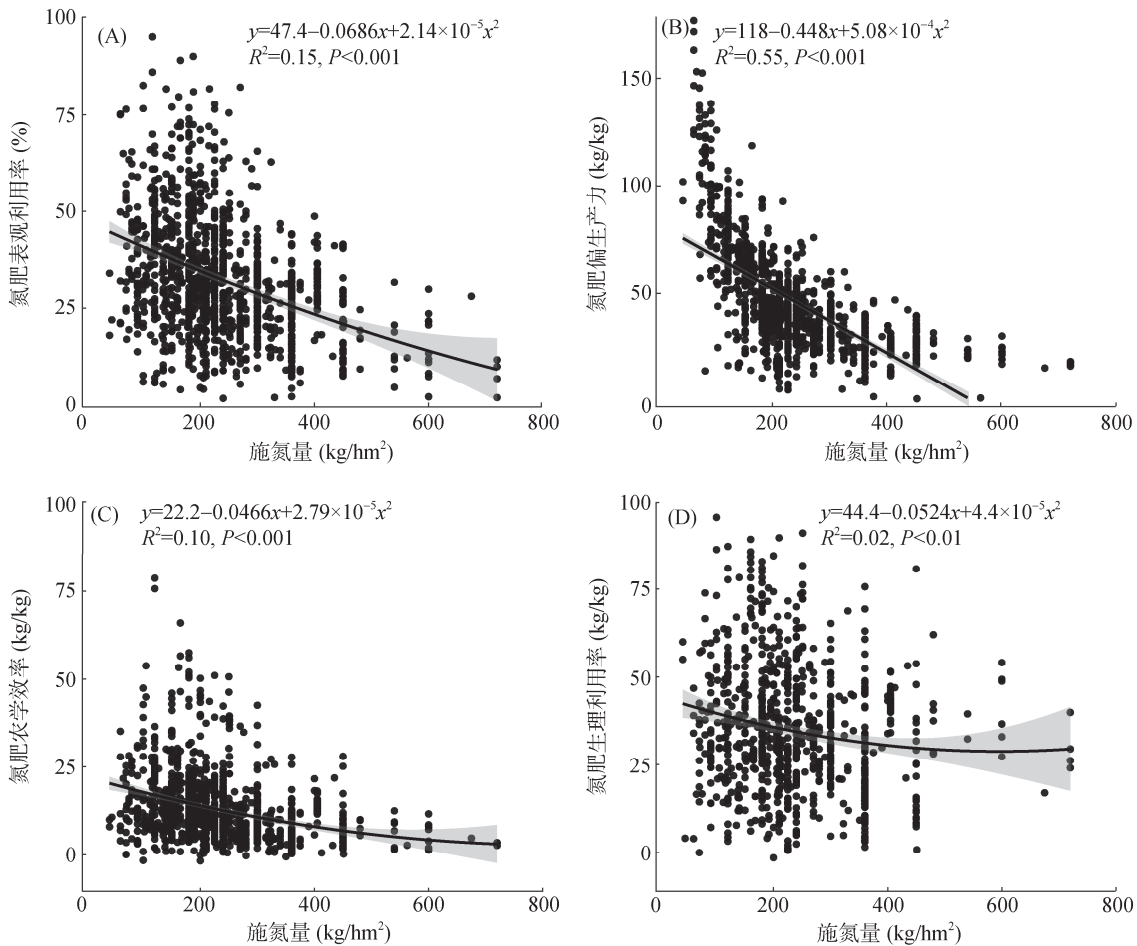 (A)
y=47.4–0.0686x+2.14×10⁻⁵x²
R²=0.15, P<0.001
100
75
50
25
0
氮肥表观利用率 (%)
0 200 400 600 800
施氮量 (kg/hm²)
(B)
y=118–0.448x+5.08×10⁻⁴x²
R²=0.55, P<0.001
150
100
50
0
氮肥偏生产力 (kg/kg)
200 400 600 800
施氮量 (kg/hm²)
(C)
y=22.2–0.0466x+2.79×10⁻⁵x²
R²=0.10, P<0.001
100
75
50
25
0
氮肥农学效率 (kg/kg)
0 200 400 600 800
施氮量 (kg/hm²)
(D)
y=44.4–0.0524x+4.4×10⁻⁵x²
R²=0.02, P<0.01
100
75
50
25
0
氮肥生理利用率 (kg/kg)
0 200 400 600 800
施氮量 (kg/hm²)